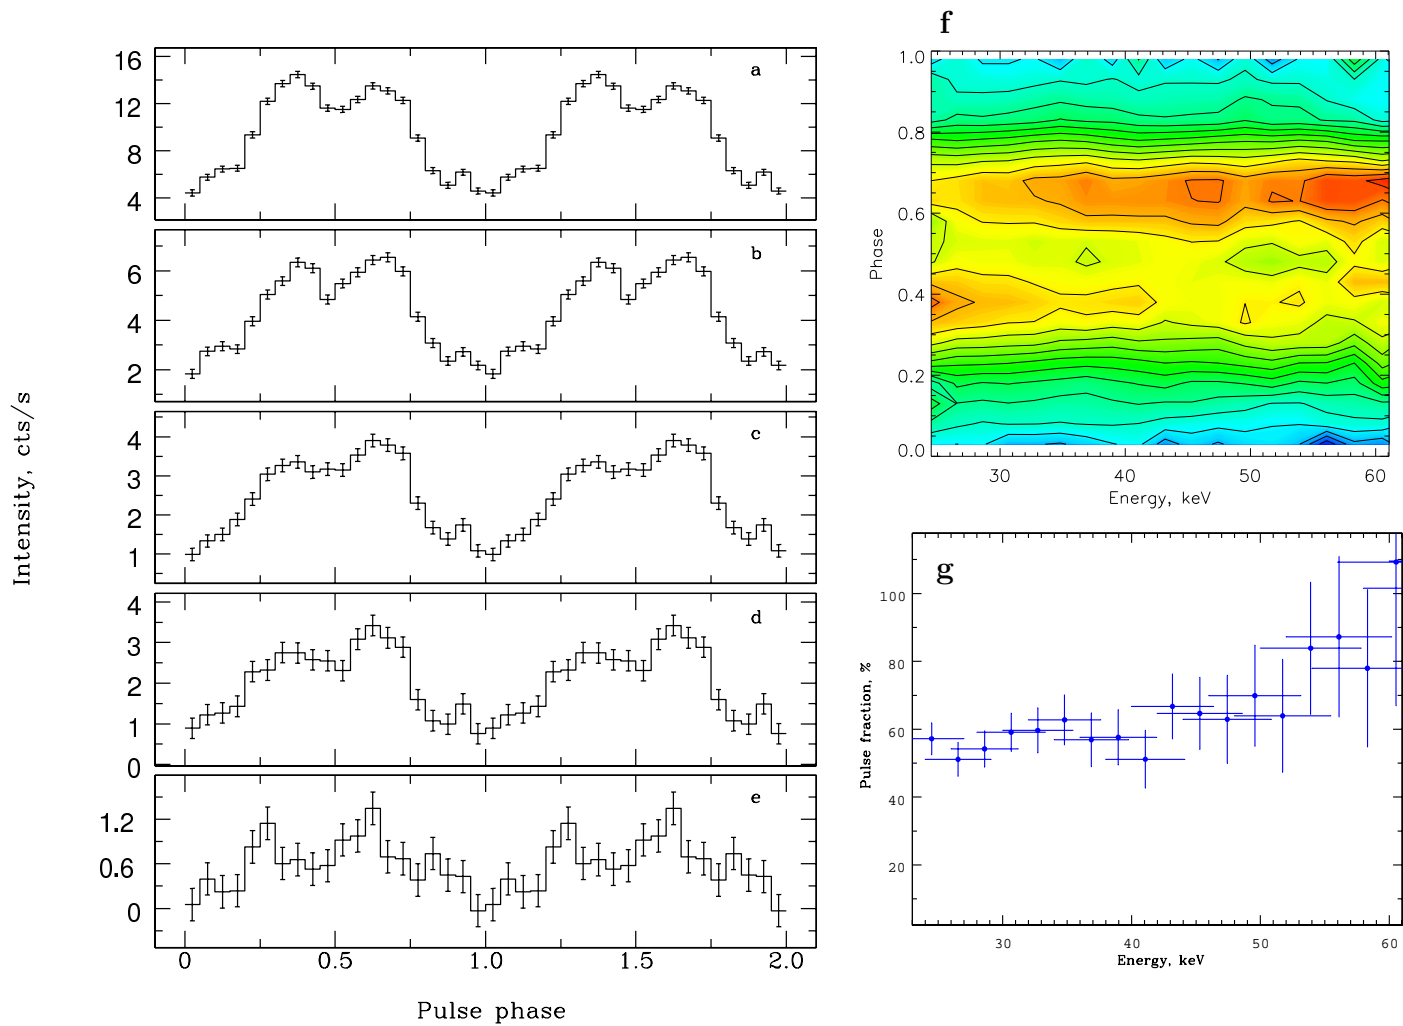 Intensity, cts/s
16
12
8
4
a
6
4
2
b
4
3
2
1
c
4
3
2
1
0
d
1.2
0.6
0
e
0 0.5 1.0 1.5 2.0
Pulse phase
f
1.0
0.8
0.6
0.4
0.2
0.0
Phase
30 40 50 60
Energy, keV
g
100
80
60
40
20
Pulse fraction, %
30 40 50 60
Energy, keV